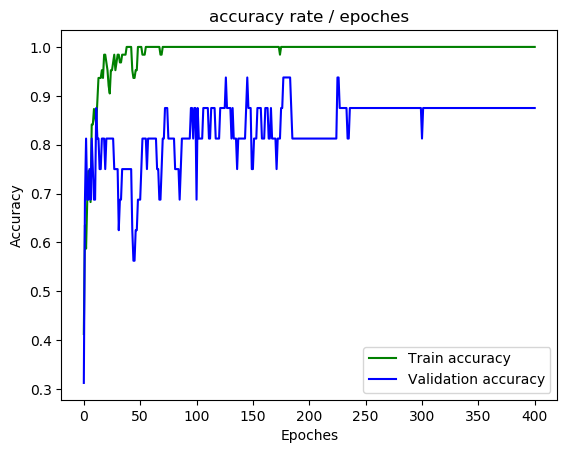 accuracy rate / epoches
1.0
0.9
0.8
0.7
0.6
0.5
0.4
0.3
Accuracy
0 50 100 150 200 250 300 350 400
Epoches
Train accuracy
Validation accuracy